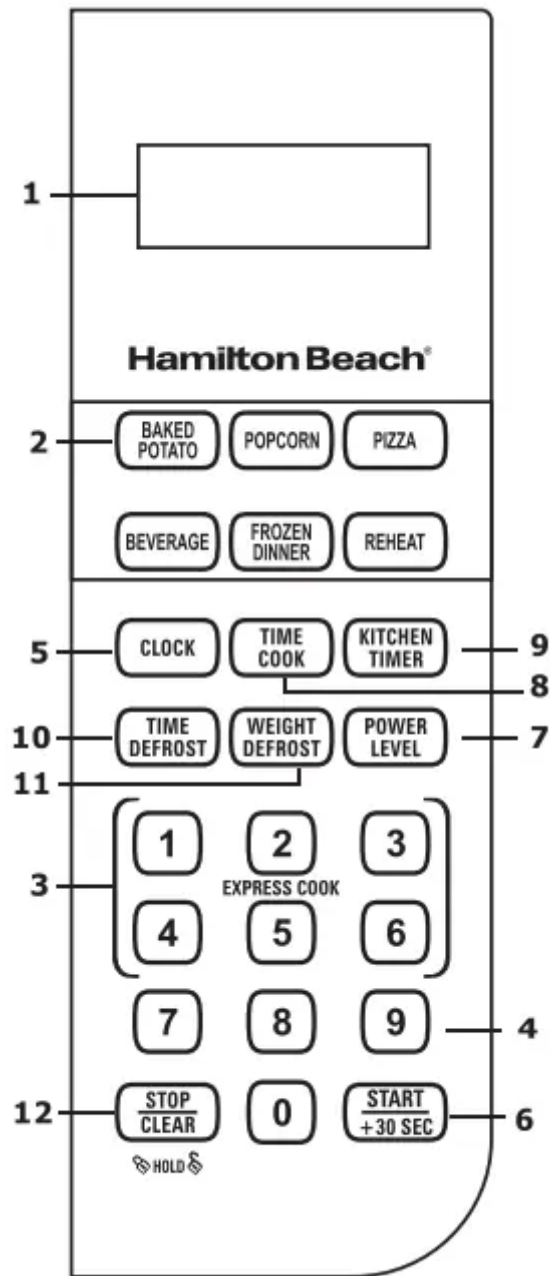 1
Hamilton Beach®
2
BAKED POTATO
POPCORN
PIZZA
BEVERAGE
FROZEN DINNER
REHEAT
5
CLOCK
TIME COOK
KITCHEN TIMER
9
8
10
TIME DEFROST
WEIGHT DEFROST
POWER LEVEL
7
11
1
2
3
3
EXPRESS COOK
4
5
6
7
8
9
4
12
STOP
CLEAR
0
START
+30 SEC
6
HOLD